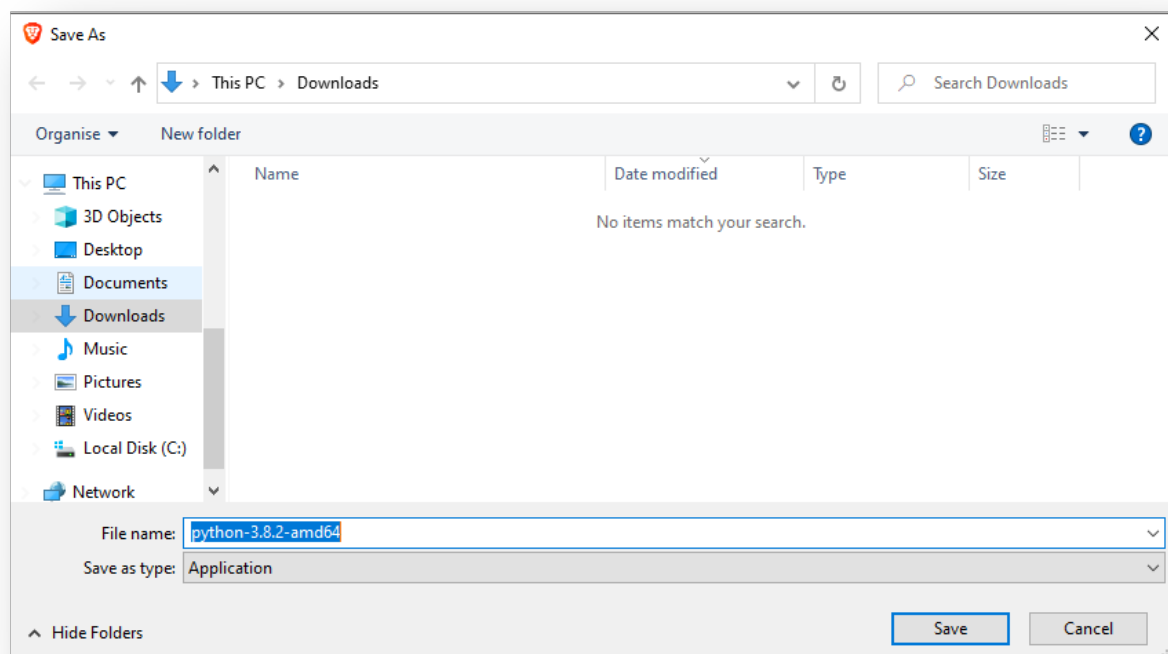 Save As
This PC > Downloads
Search Downloads
Organise
New folder
?
Name
Date modified
Type
Size
No items match your search.
This PC
3D Objects
Desktop
Documents
Downloads
Music
Pictures
Videos
Local Disk (C:)
Network
File name: python-3.8.2-amd64
Save as type: Application
Hide Folders
Save
Cancel